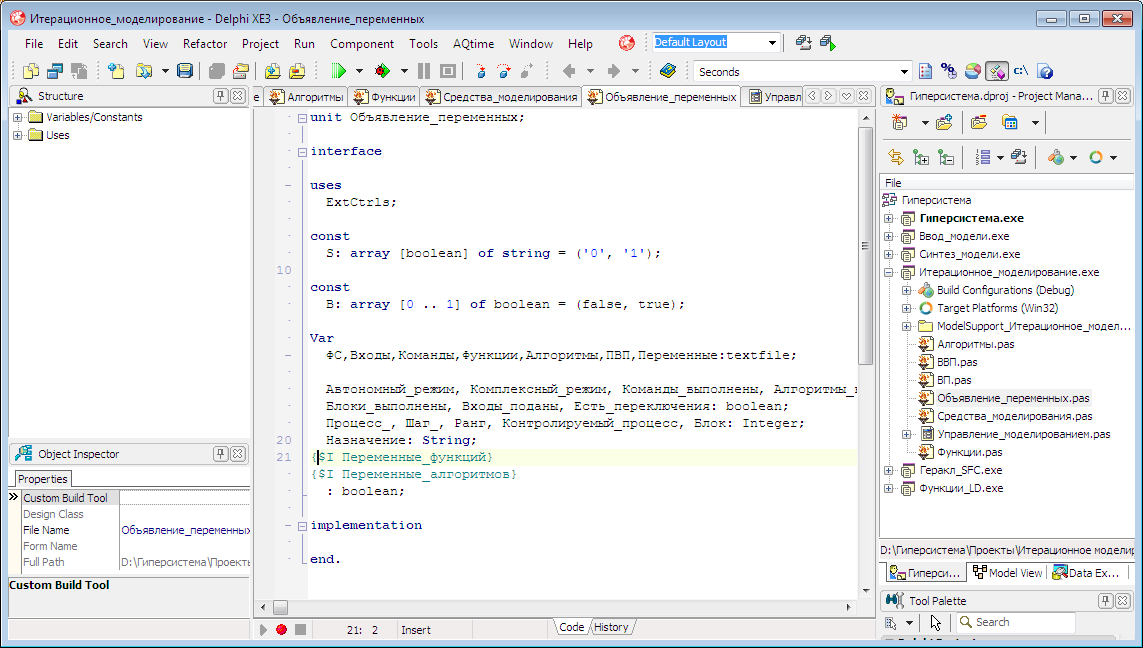 Итерационное_моделирование - Delphi XE3 - Объявление_переменных
File Edit Search View Refactor Project Run Component Tools AQtime Window Help Default Layout
Seconds
Structure
Variables/Constants
Uses
е Алгоритмы Функции Средства_моделирования Объявление_переменных Управл
unit Объявление_переменных;
interface
uses
ExtCtrls;
const
S: array [boolean] of string = ('0', '1');
10
const
B: array [0 .. 1] of boolean = (false, true);
Var
ФС,Входы,Команды,Функции,Алгоритмы,ПВП,Переменные:textfile;
Автономный_режим, Комплексный_режим, Команды_выполнены, Алгоритмы_в
Блоки_выполнены, Входы_поданы, Есть_переключения: boolean;
Процесс_, Шаг_, Ранг, Контролируемый_процесс, Блок: Integer;
20 Назначение: String;
21 {$I Переменные_функций}
{$I Переменные_алгоритмов}
: boolean;
implementation
end.
21: 2 Insert
Code History
Object Inspector
Properties
Custom Build Tool
Design Class
File Name Объявление_переменных
Form Name
Full Path D:\Гиперсистема\Проекты
Custom Build Tool
Гиперсистема.dproj - Project Mana...
File
Гиперсистема
Гиперсистема.exe
Ввод_модели.exe
Синтез_модели.exe
Итерационное_моделирование.exe
Build Configurations (Debug)
Target Platforms (Win32)
ModelSupport_Итерационное_модел...
Алгоритмы.pas
ВВП.pas
ВП.pas
Объявление_переменных.pas
Средства_моделирования.pas
Управление_моделированием.pas
Функции.pas
Геракл_SFC.exe
Функции_LD.exe
D:\Гиперсистема\Проекты\Итерационное моделир
Гиперси... Model View Data Ex...
Tool Palette
Search